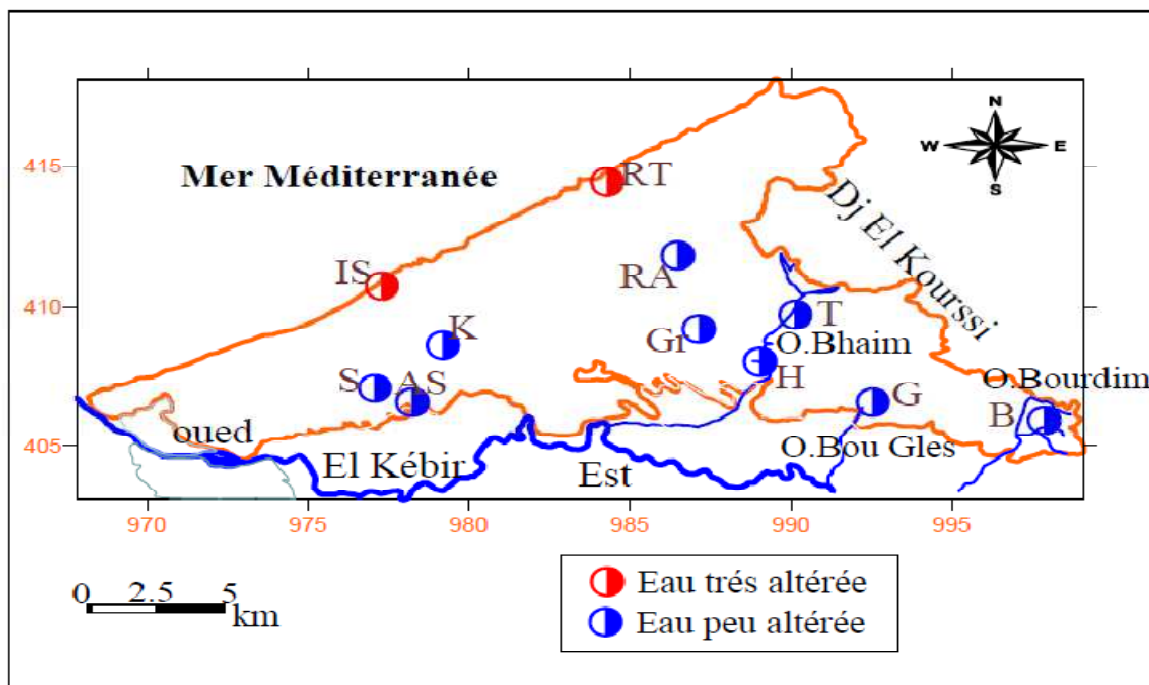 N
W E
S
415
410
405
Mer Méditerranée
RT
IS
RA
K
Gr
T
O.Bhaim
H
S
AS
G
B
Dj El Kourssi
O.Bourdim
O.Bou Gles
oued
El Kébir
Est
970 975 980 985 990 995
0 2.5 5
km
Eau trés altérée
Eau peu altérée